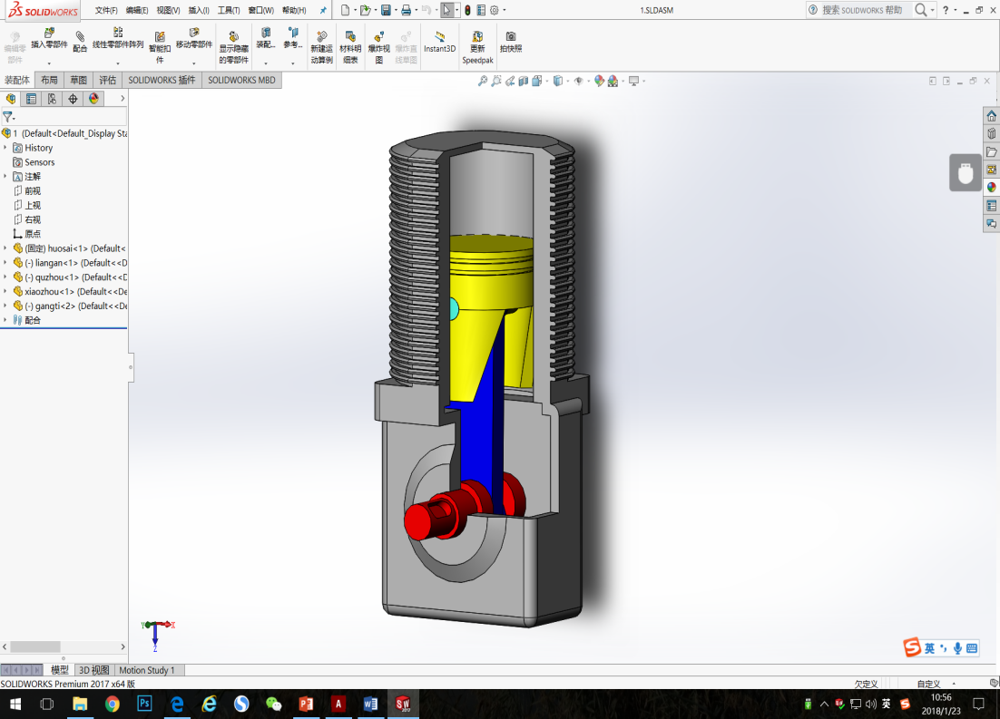 SOLIDWORKS 文件(F) 编辑(E) 视图(V) 插入(I) 工具(T) 窗口(W) 帮助(H) 1.SLDASM 搜索 SOLIDWORKS 帮助
编辑零部件
插入零部件
配合
线性零部件阵列
智能扣件
移动零部件
显示隐藏的零部件
装配...
参考...
新建运动算例
材料明细表
爆炸视图
爆炸直线草图
Instant3D
更新 Speedpak
拍快照
装配体 布局 草图 评估 SOLIDWORKS 插件 SOLIDWORKS MBD
1 (Default<Default_Display Sta
History
Sensors
注解
前视
上视
右视
原点
(固定) huosai<1> (Default<
(-) liangan<1> (Default<<D
(-) quzhou<1> (Default<<D
xiaozhou<1> (Default<<De
(-) gangti<2> (Default<<De
配合
Y X
Z
英
模型 3D 视图 Motion Study 1
SOLIDWORKS Premium 2017 x64 版 欠定义 自定义
英 10:56
2018/1/23